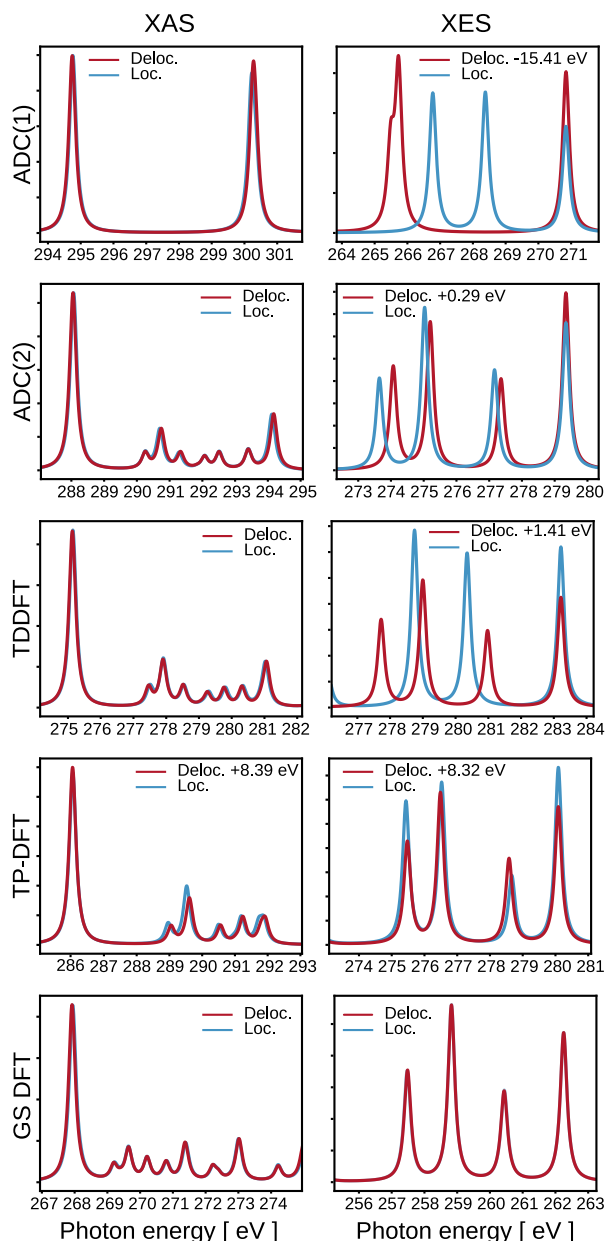 XAS XES
ADC(1)
Deloc.
Loc.
294 295 296 297 298 299 300 301
Deloc. -15.41 eV
Loc.
264 265 266 267 268 269 270 271
ADC(2)
Deloc.
Loc.
288 289 290 291 292 293 294 295
Deloc. +0.29 eV
Loc.
273 274 275 276 277 278 279 280
TDDFT
Deloc.
Loc.
275 276 277 278 279 280 281 282
Deloc. +1.41 eV
Loc.
277 278 279 280 281 282 283 284
TP-DFT
Deloc. +8.39 eV
Loc.
286 287 288 289 290 291 292 293
Deloc. +8.32 eV
Loc.
274 275 276 277 278 279 280 281
GS DFT
Deloc.
Loc.
267 268 269 270 271 272 273 274
Deloc.
Loc.
256 257 258 259 260 261 262 263
Photon energy [ eV] Photon energy [ eV]